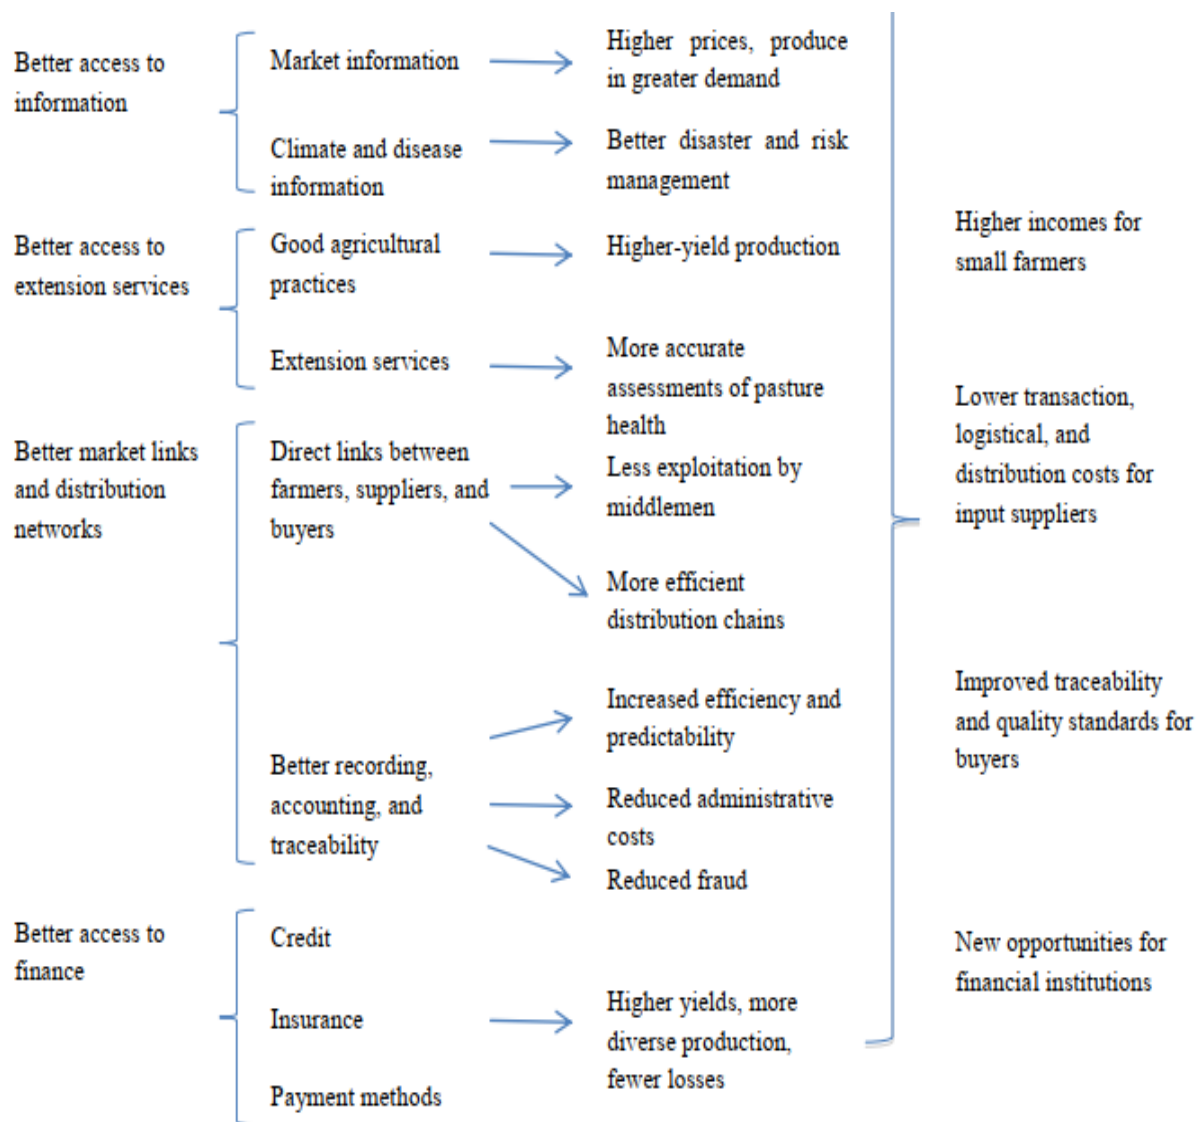 Better access to
information
Market information
Higher prices, produce
in greater demand
Climate and disease
information
Better disaster and risk
management
Better access to
extension services
Good agricultural
practices
Higher-yield production
Extension services
More accurate
assessments of pasture
health
Better market links
and distribution
networks
Direct links between
farmers, suppliers, and
buyers
Less exploitation by
middlemen
More efficient
distribution chains
Better recording,
accounting, and
traceability
Increased efficiency and
predictability
Reduced administrative
costs
Reduced fraud
Better access to
finance
Credit
Insurance
Payment methods
Higher yields, more
diverse production,
fewer losses
Higher incomes for
small farmers
Lower transaction,
logistical, and
distribution costs for
input suppliers
Improved traceability
and quality standards for
buyers
New opportunities for
financial institutions